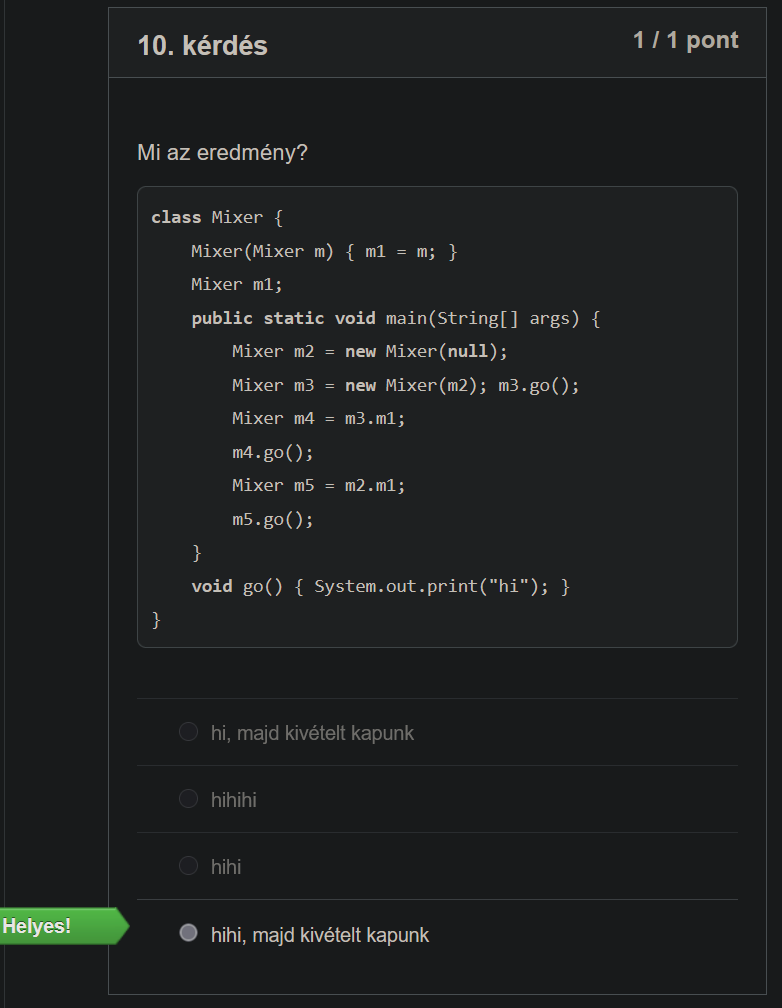 10. kérdés
1 / 1 pont
Mi az eredmény?
class Mixer {
    Mixer(Mixer m) { m1 = m; }
    Mixer m1;
    public static void main(String[] args) {
        Mixer m2 = new Mixer(null);
        Mixer m3 = new Mixer(m2); m3.go();
        Mixer m4 = m3.m1;
        m4.go();
        Mixer m5 = m2.m1;
        m5.go();
    }
    void go() { System.out.print("hi"); }
}
hi, majd kivételt kapunk
hihihi
hihi
Helyes!
hihi, majd kivételt kapunk